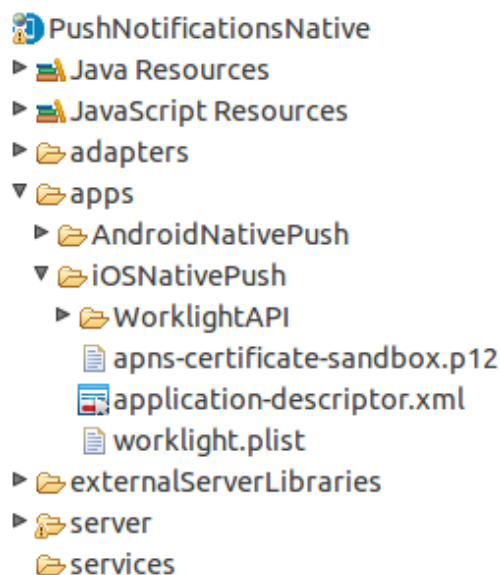 PushNotificationsNative
Java Resources
JavaScript Resources
adapters
apps
AndroidNativePush
iOSNativePush
WorklightAPI
apns-certificate-sandbox.p12
application-descriptor.xml
worklight.plist
externalServerLibraries
server
services